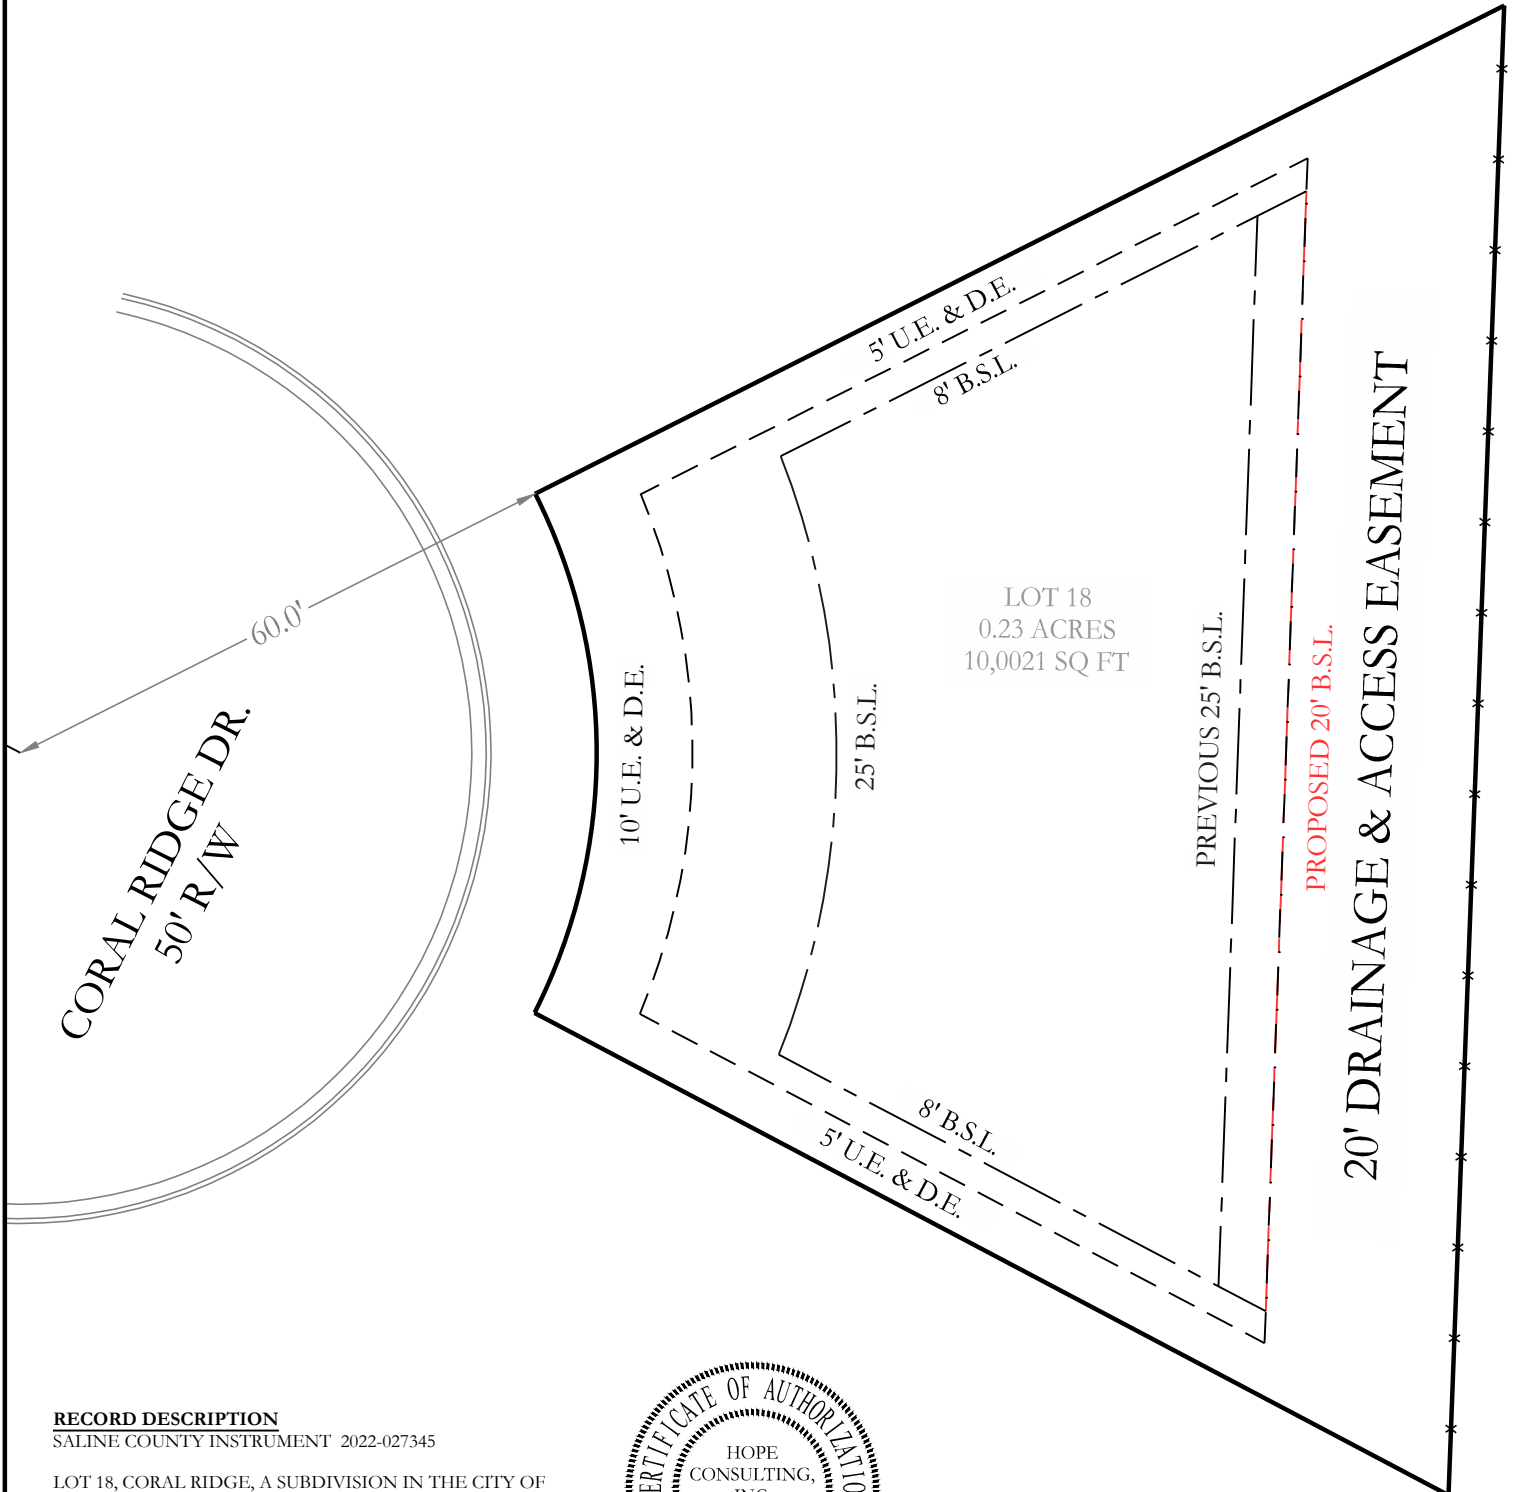 5' U.E. & D.E.
8' B.S.L.
60.0'
LOT 18
0.23 ACRES
10,0021 SQ FT
CORAL RIDGE DR.
50' R/W
10' U.E. & D.E.
25' B.S.L.
PREVIOUS 25' B.S.L.
PROPOSED 20' B.S.L.
20' DRAINAGE & ACCESS EASEMENT
8' B.S.L.
5' U.E. & D.E.
RECORD DESCRIPTION
SALINE COUNTY INSTRUMENT 2022-027345
LOT 18, CORAL RIDGE, A SUBDIVISION IN THE CITY OF
ERTIFICATE OF AUTHORIZATIO
HOPE
CONSULTING,